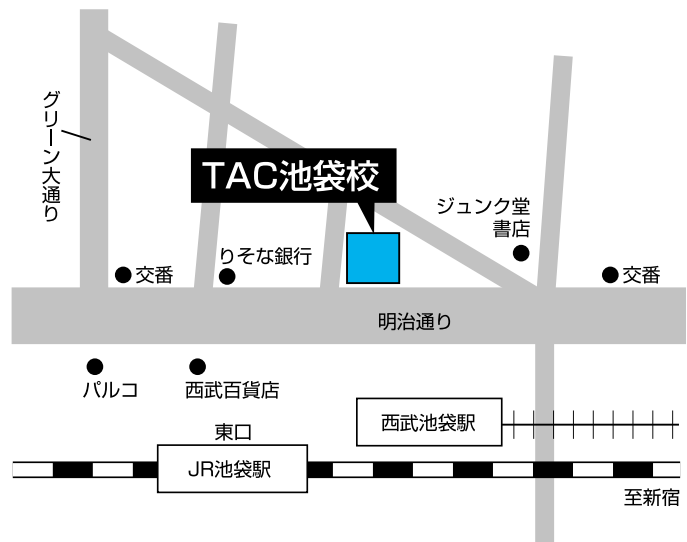 グリーン大通り
TAC池袋校
ジュンク堂
書店
りそな銀行
交番
交番
明治通り
パルコ
西武百貨店
西武池袋駅
東口
JR池袋駅
至新宿